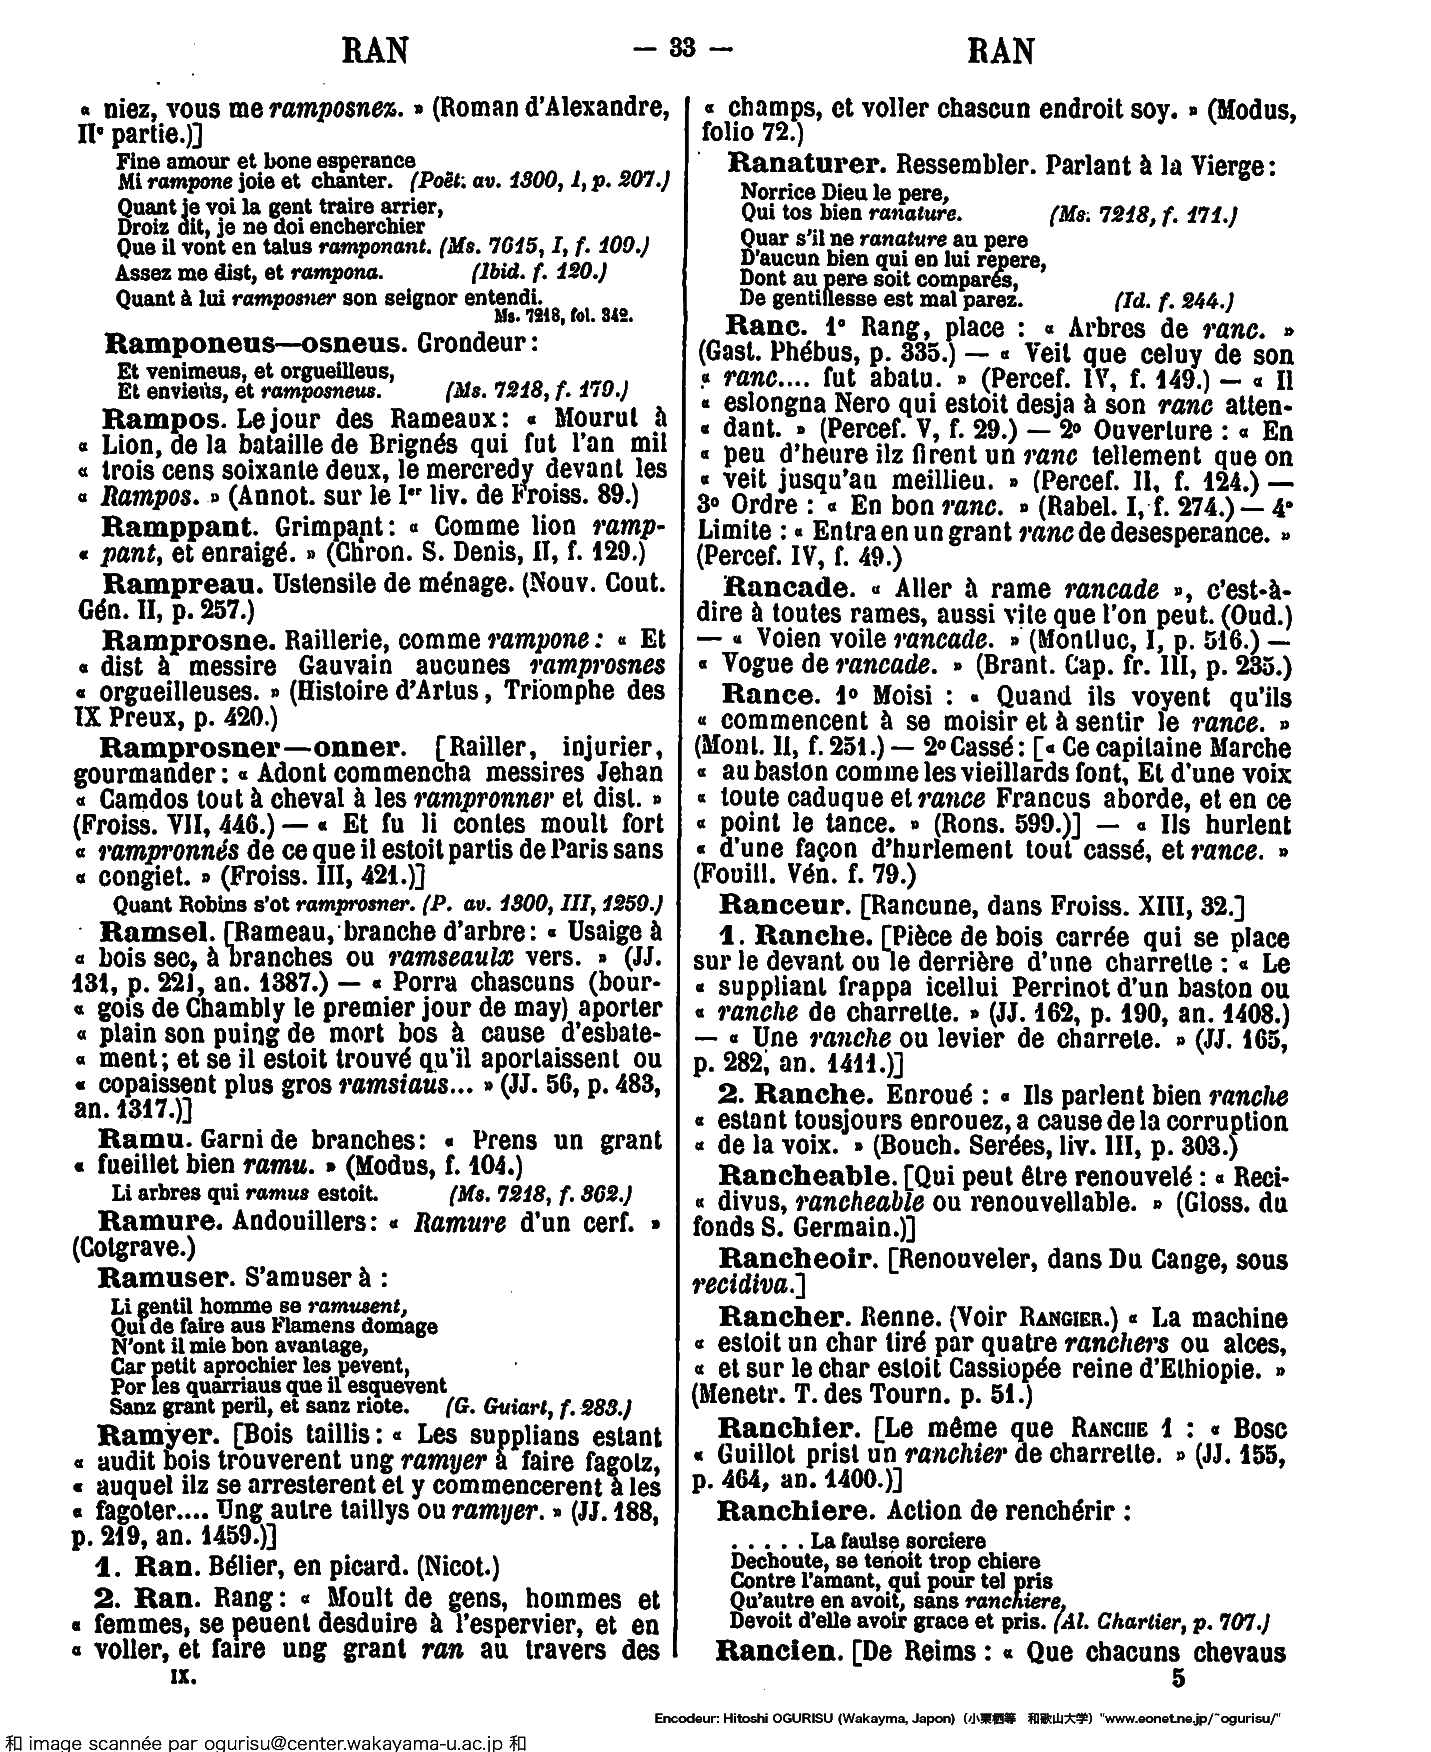 RAN — 33 — RAN
« niez, vous me ramposnez. » (Roman d'Alexandre,
IIe partie.)]
Fine amour et bone esperance
Mi rampone joie et chanter. (Poët. av. 1300, I, p. 207.)
Quant je voi la gent traire arrier,
Droiz dit, je ne doi encherchier
Que il vont en talus ramponant. (Ms. 7615, I, f. 109.)
Assez me dist, et rampona. (Ibid. f. 120.)
Quant à lui ramposner son seignor entendi.
Ms. 7218, fol. 342.
Ramponeus—osneus. Grondeur :
Et venimeus, et orgueilleus,
Et envieus, et ramposneus. (Ms. 7218, f. 179.)
Rampos. Le jour des Rameaux : « Mourut à
« Lion, de la bataille de Brignés qui fut l'an mil
« trois cens soixante deux, le mercredy devant les
« Rampos. » (Annot. sur le Ier liv. de Froiss. 89.)
Ramppant. Grimpant : « Comme lion ramp-
« pant, et enraigé. » (Chron. S. Denis, II, f. 129.)
Rampreau. Ustensile de ménage. (Nouv. Cout.
Gén. II, p. 257.)
Ramprosne. Raillerie, comme rampone : « Et
« dist à messire Gauvain aucunes ramprosnes
« orgueilleuses. » (Histoire d'Artus, Triomphe des
IX Preux, p. 420.)
Ramprosner—onner. [Railler, injurier,
gourmander : « Adont commencha messires Jehan
« Camdos tout à cheval à les rampronner et dist. »
(Froiss. VII, 446.) — « Et fu li contes moult fort
« rampronnés de ce que il estoit partis de Paris sans
« congiet. » (Froiss. III, 421.)]
Quant Robins s'ot ramprosner. (P. av. 1300, III, 1259.)
Ramsel. [Rameau, branche d'arbre : « Usaige à
« bois sec, à branches ou ramseaulx vers. » (JJ.
131, p. 221, an. 1387.) — « Porra chascuns (bour-
« gois de Chambly le premier jour de may) aporter
« plain son puing de mort bos à cause d'esbate-
« ment ; et se il estoit trouvé qu'il aportaissent ou
« copaissent plus gros ramsiaus... » (JJ. 56, p. 483,
an. 1317.)]
Ramu. Garni de branches : « Prens un grant
« fueillet bien ramu. » (Modus, f. 104.)
Li arbres qui ramus estoit. (Ms. 7218, f. 362.)
Ramure. Andouillers : « Ramure d'un cerf. »
(Cotgrave.)
Ramuser. S'amuser à :
Li gentil homme se ramusent,
Qui de faire aus Flamens domage
N'ont il mie bon avantage,
Car petit aprochier les pevent,
Por les quarriaus que il esquevent
Sanz grant peril, et sanz riote. (G. Guiart, f. 283.)
Ramyer. [Bois taillis : « Les supplians estant
« audit bois trouverent ung ramyer à faire fagotz,
« auquel ilz se arresterent et y commencerent à les
« fagoter.... Ung autre taillys ou ramyer. » (JJ. 188,
p. 219, an. 1459.)]
1. Ran. Bélier, en picard. (Nicot.)
2. Ran. Rang : « Moult de gens, hommes et
« femmes, se peuent desduire à l'espervier, et en
« voller, et faire ung grant ran au travers des
IX.
« champs, et voller chascun endroit soy. » (Modus,
folio 72.)
Ranaturer. Ressembler. Parlant à la Vierge :
Norrice Dieu le pere,
Qui tos bien ranature. (Ms. 7218, f. 171.)
Quar s'il ne ranature au pere
D'aucun bien qui en lui repere,
Dont au pere soit comparés,
De gentillesse est mal parez. (Id. f. 244.)
Ranc. 1° Rang, place : « Arbres de ranc. »
(Gast. Phébus, p. 335.) — « Veit que celuy de son
« ranc.... fut abatu. » (Percef. IV, f. 149.) — « Il
« eslongna Nero qui estoit desja à son ranc atten-
« dant. » (Percef. V, f. 29.) — 2° Ouverture : « En
« peu d'heure ilz firent un ranc tellement que on
« veit jusqu'au meillieu. » (Percef. II, f. 124.) —
3° Ordre : « En bon ranc. » (Rabel. I, f. 274.) — 4°
Limite : « Entra en un grant ranc de desesperance. »
(Percef. IV, f. 49.)
Rancade. « Aller à rame rancade », c'est-à-
dire à toutes rames, aussi vite que l'on peut. (Oud.)
— « Voien voile rancade. » (Montluc, I, p. 516.) —
« Vogue de rancade. » (Brant. Cap. fr. III, p. 235.)
Rance. 1° Moisi : « Quand ils voyent qu'ils
« commencent à se moisir et à sentir le rance. »
(Mont. II, f. 251.) — 2° Cassé : [« Ce capitaine Marche
« au baston comme les vieillards font, Et d'une voix
« toute caduque et rance Francus aborde, et en ce
« point le tance. » (Rons. 599.)] — « Ils hurlent
« d'une façon d'hurlement tout cassé, et rance. »
(Fouill. Vén. f. 79.)
Ranceur. [Rancune, dans Froiss. XIII, 32.]
1. Ranche. [Pièce de bois carrée qui se place
sur le devant ou le derrière d'une charrette : « Le
« suppliant frappa icellui Perrinot d'un baston ou
« ranche de charrette. » (JJ. 162, p. 190, an. 1408.)
— « Une ranche ou levier de charrete. » (JJ. 165,
p. 282, an. 1411.)]
2. Ranche. Enroué : « Ils parlent bien ranche
« estant tousjours enrouez, a cause de la corruption
« de la voix. » (Bouch. Serées, liv. III, p. 303.)
Rancheable. [Qui peut être renouvelé : « Reci-
« divus, rancheable ou renouvellable. » (Gloss. du
fonds S. Germain.)]
Rancheoir. [Renouveler, dans Du Cange, sous
recidiva.]
Rancher. Renne. (Voir RANGIER.) « La machine
« estoit un char tiré par quatre ranchers ou alces,
« et sur le char estoit Cassiopée reine d'Ethiopie. »
(Menetr. T. des Tourn. p. 51.)
Ranchier. [Le même que RANCHE 1 : « Bosc
« Guillot prist un ranchier de charrette. » (JJ. 155,
p. 464, an. 1400.)]
Ranchiere. Action de renchérir :
. . . . . La faulse sorciere
Dechoute, se tenoit trop chiere
Contre l'amant, qui pour tel pris
Qu'autre en avoit, sans ranchiere,
Devoit d'elle avoir grace et pris. (Al. Chartier, p. 707.)
Rancien. [De Reims : « Que chacuns chevaus
5
Encodeur: Hitoshi OGURISU (Wakayma, Japon) (小栗栖等 和歌山大学) "www.eonet.ne.jp/~ogurisu/"
和 image scannée par ogurisu@center.wakayama-u.ac.jp 和